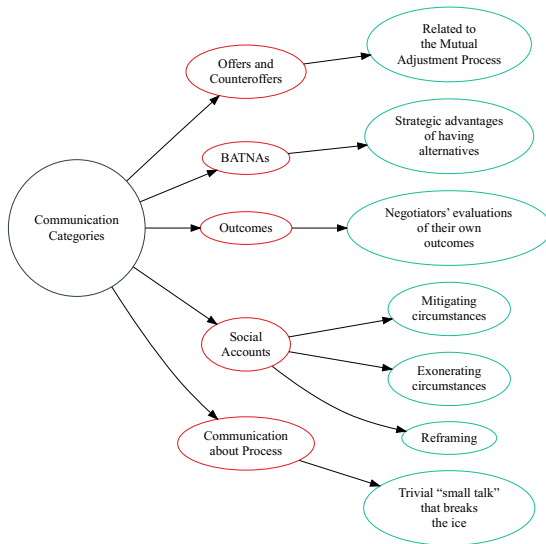 Communication
Categories
Offers and
Counteroffers
Related to
the Mutual
Adjustment Process
BATNAs
Strategic advantages
of having
alternatives
Outcomes
Negotiators’ evaluations
of their own
outcomes
Social
Accounts
Mitigating
circumstances
Exonerating
circumstances
Reframing
Communication
about Process
Trivial “small talk”
that breaks
the ice